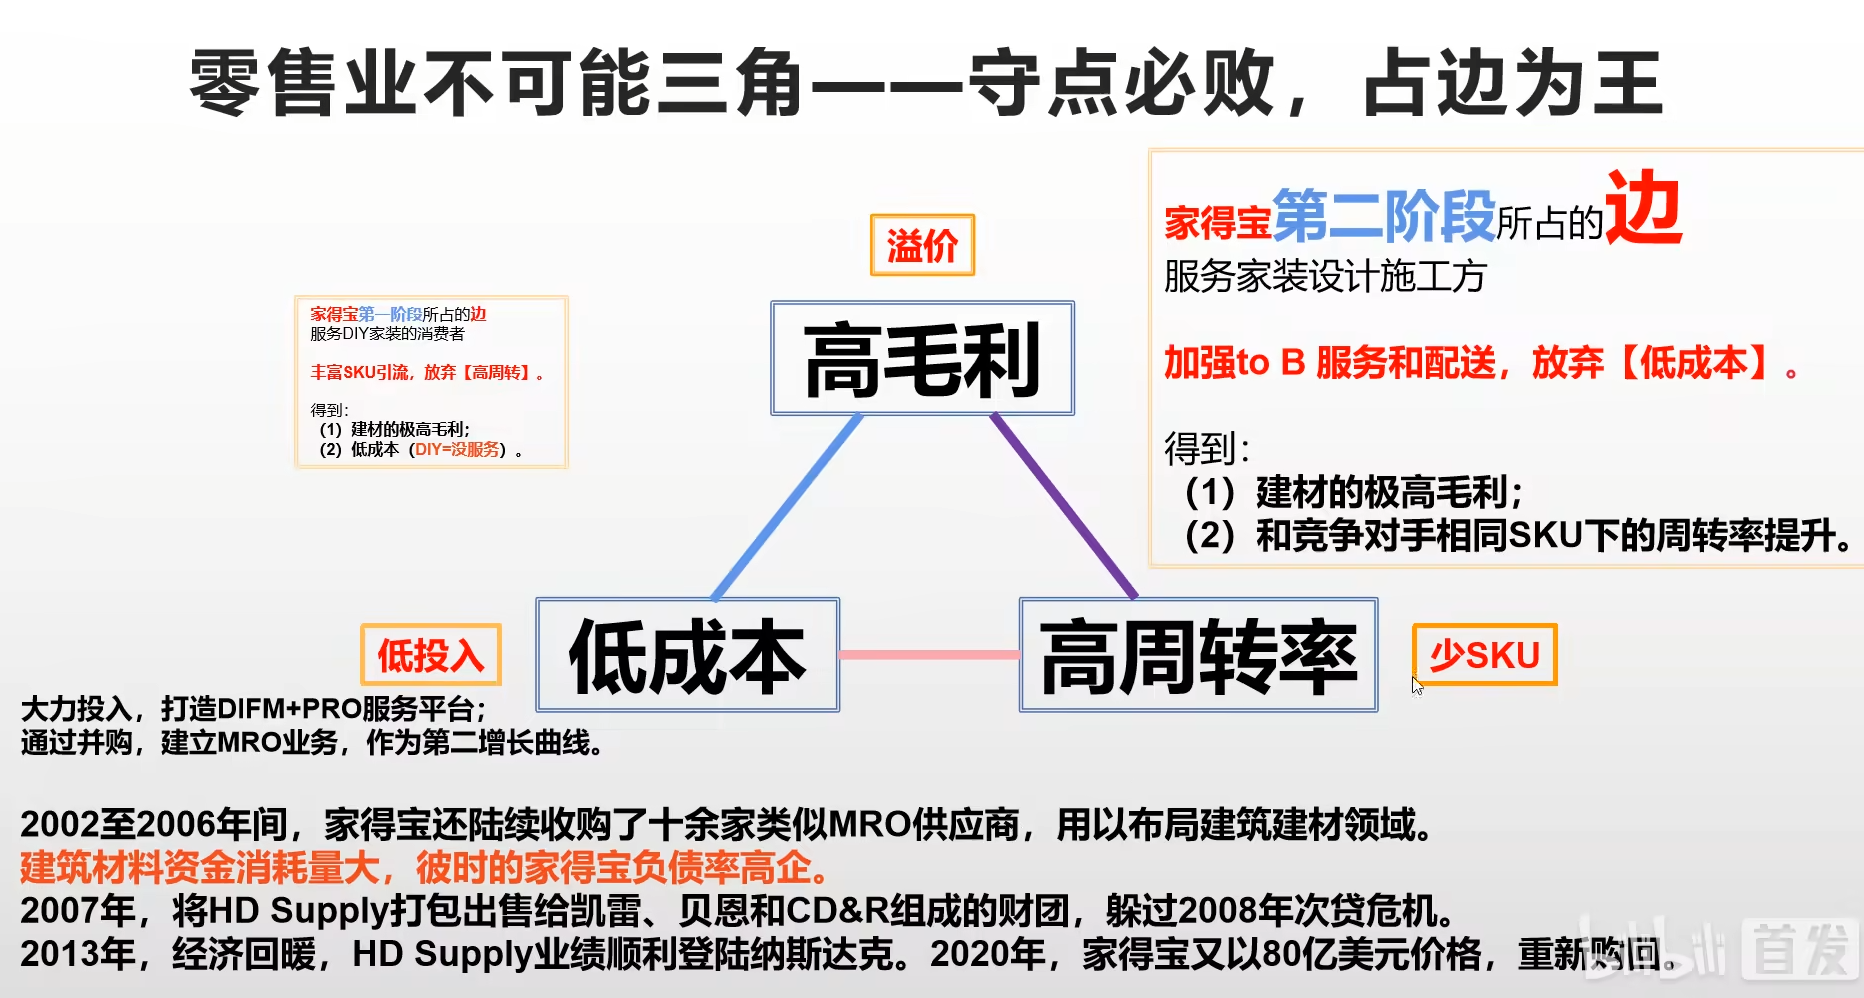 零售业不可能三角——守点必败，占边为王
溢价
高毛利
家得宝第一阶段所占的边
服务DIY家装的消费者
丰富SKU引流，放弃【高周转】。
得到：
（1）建材的极高毛利；
（2）低成本（DIY=没服务）。
家得宝第二阶段所占的边
服务家装设计施工方
加强to B 服务和配送，放弃【低成本】。
得到：
（1）建材的极高毛利；
（2）和竞争对手相同SKU下的周转率提升。
低投入
低成本
高周转率
少SKU
大力投入，打造DIFM+PRO服务平台；
通过并购，建立MRO业务，作为第二增长曲线。
2002至2006年间，家得宝还陆续收购了十余家类似MRO供应商，用以布局建筑建材领域。
建筑材料资金消耗量大，彼时的家得宝负债率高企。
2007年，将HD Supply打包出售给凯雷、贝恩和CD&R组成的财团，躲过2008年次贷危机。
2013年，经济回暖，HD Supply业绩顺利登陆纳斯达克。2020年，家得宝又以80亿美元价格，重新购回。
bilibili 首发